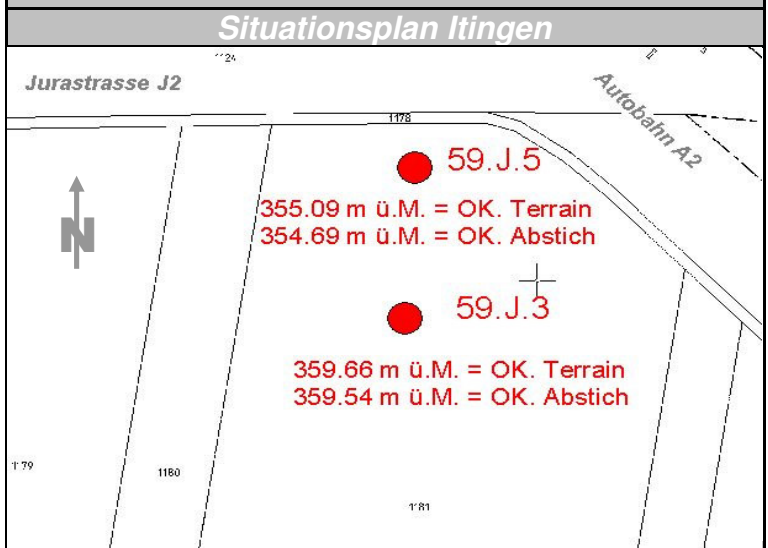 Situationsplan Itingen
Jurastrasse J2
Autobahn A2
1178
59.J.5
355.09 m ü.M. = OK. Terrain
354.69 m ü.M. = OK. Abstich
N
59.J.3
359.66 m ü.M. = OK. Terrain
359.54 m ü.M. = OK. Abstich
1180
1181